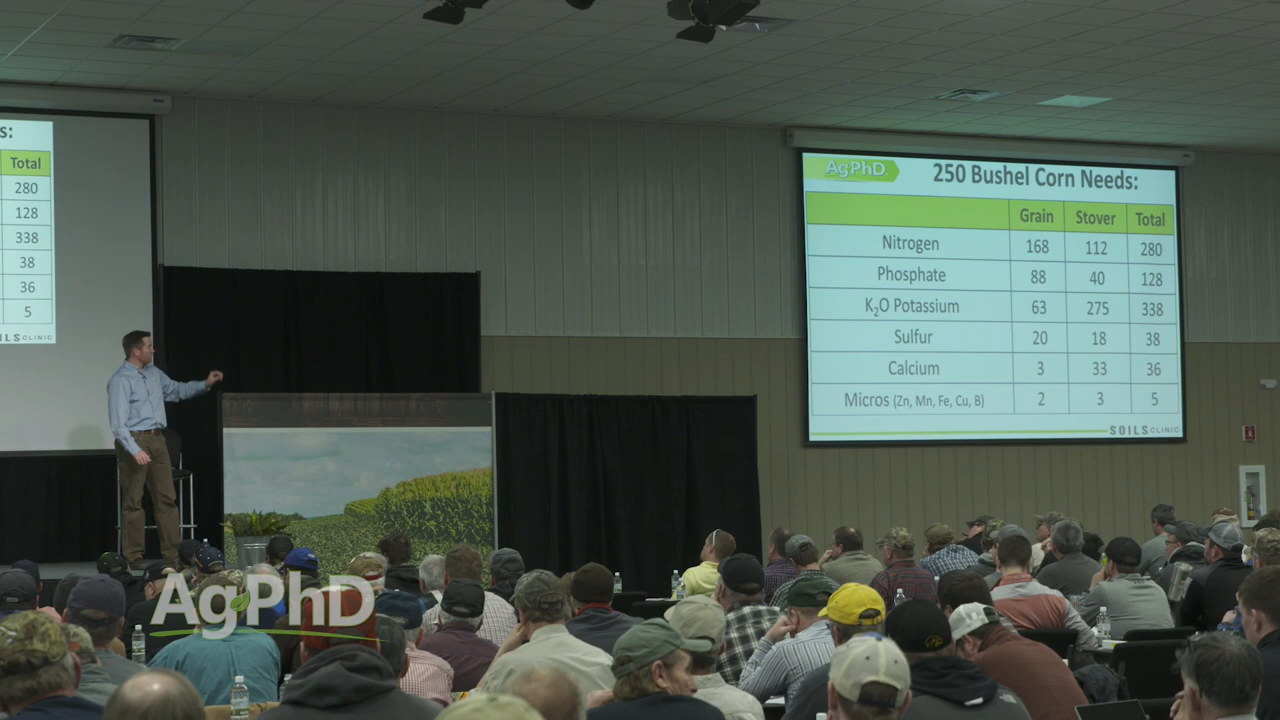 s:
Total
280
128
338
38
36
5
SOILS CLINIC
AgPhD
250 Bushel Corn Needs:
Grain Stover Total
Nitrogen 168 112 280
Phosphate 88 40 128
K₂O Potassium 63 275 338
Sulfur 20 18 38
Calcium 3 33 36
Micros (Zn, Mn, Fe, Cu, B) 2 3 5
SOILS CLINIC
AgPhD